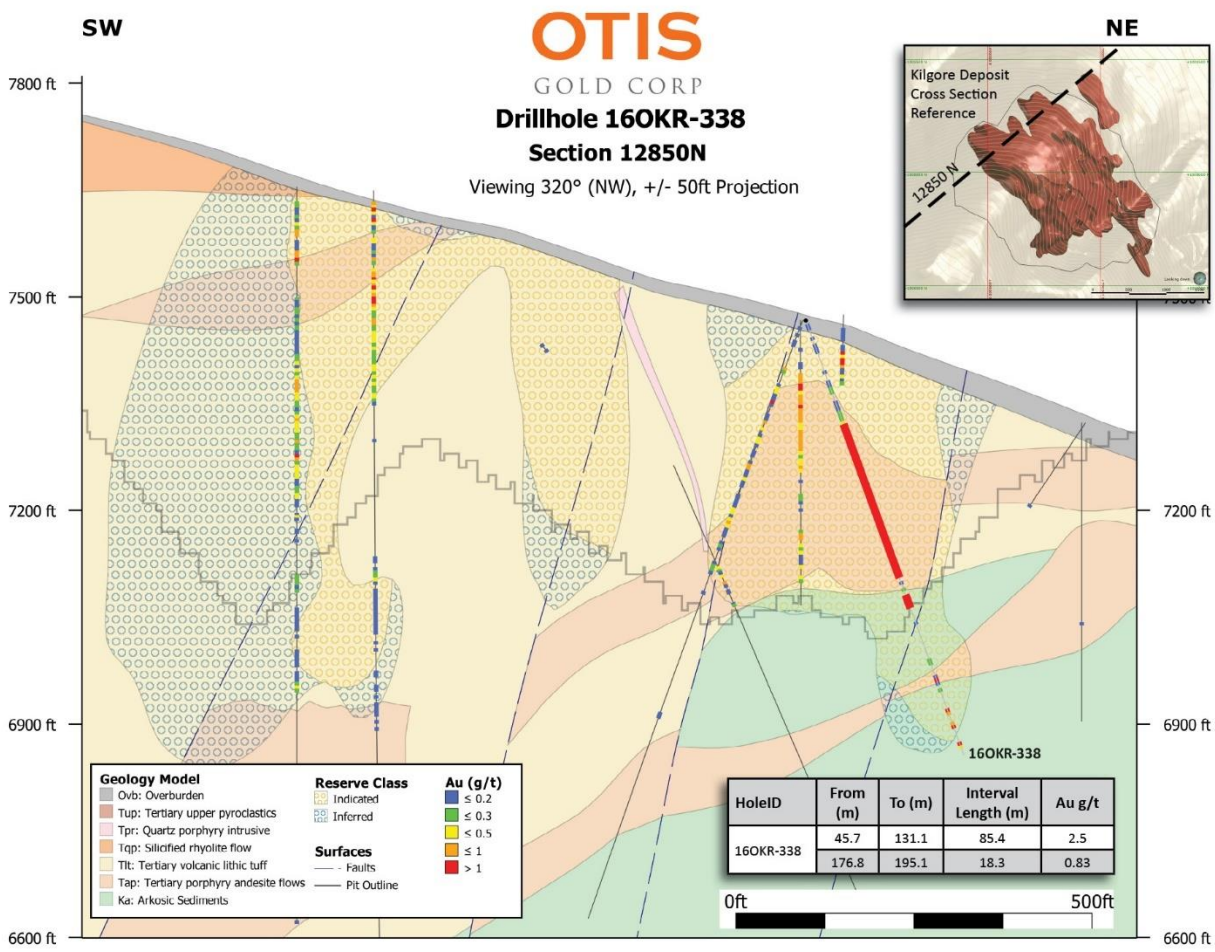 SW
OTIS
GOLD CORP
NE
Drillhole 16OKR-338
Section 12850N
Viewing 320° (NW), +/- 50ft Projection
Kilgore Deposit
Cross Section
Reference
12850 N
7800 ft
7500 ft
7200 ft
7200 ft
6900 ft
6900 ft
6600 ft
6600 ft
16OKR-338
Geology Model
Ovb: Overburden
Tup: Tertiary upper pyroclastics
Tpr: Quartz porphyry intrusive
Tqp: Silicified rhyolite flow
Tlt: Tertiary volcanic lithic tuff
Tap: Tertiary porphyry andesite flows
Ka: Arkosic Sediments
Reserve Class
Indicated
Inferred
Surfaces
Faults
Pit Outline
Au (g/t)
≤ 0.2
≤ 0.3
≤ 0.5
≤ 1
> 1
HoleID From (m) To (m) Interval Length (m) Au g/t
16OKR-338 45.7 131.1 85.4 2.5
176.8 195.1 18.3 0.83
0ft 500ft